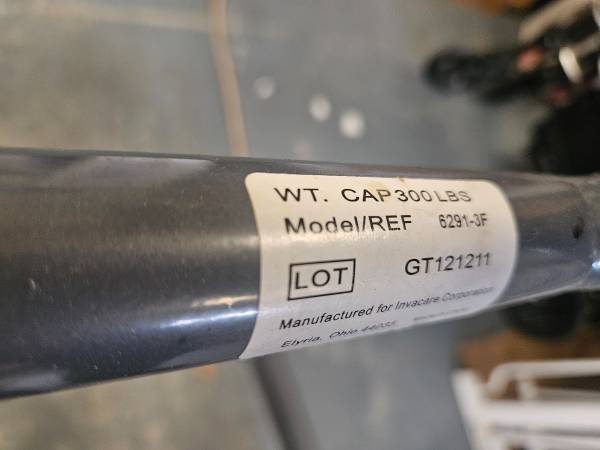 WT. CAP 300 LBS
Model/REF 6291-3F
LOT GT121211
Manufactured for Invacare Corporation
Elyria, Ohio 44035